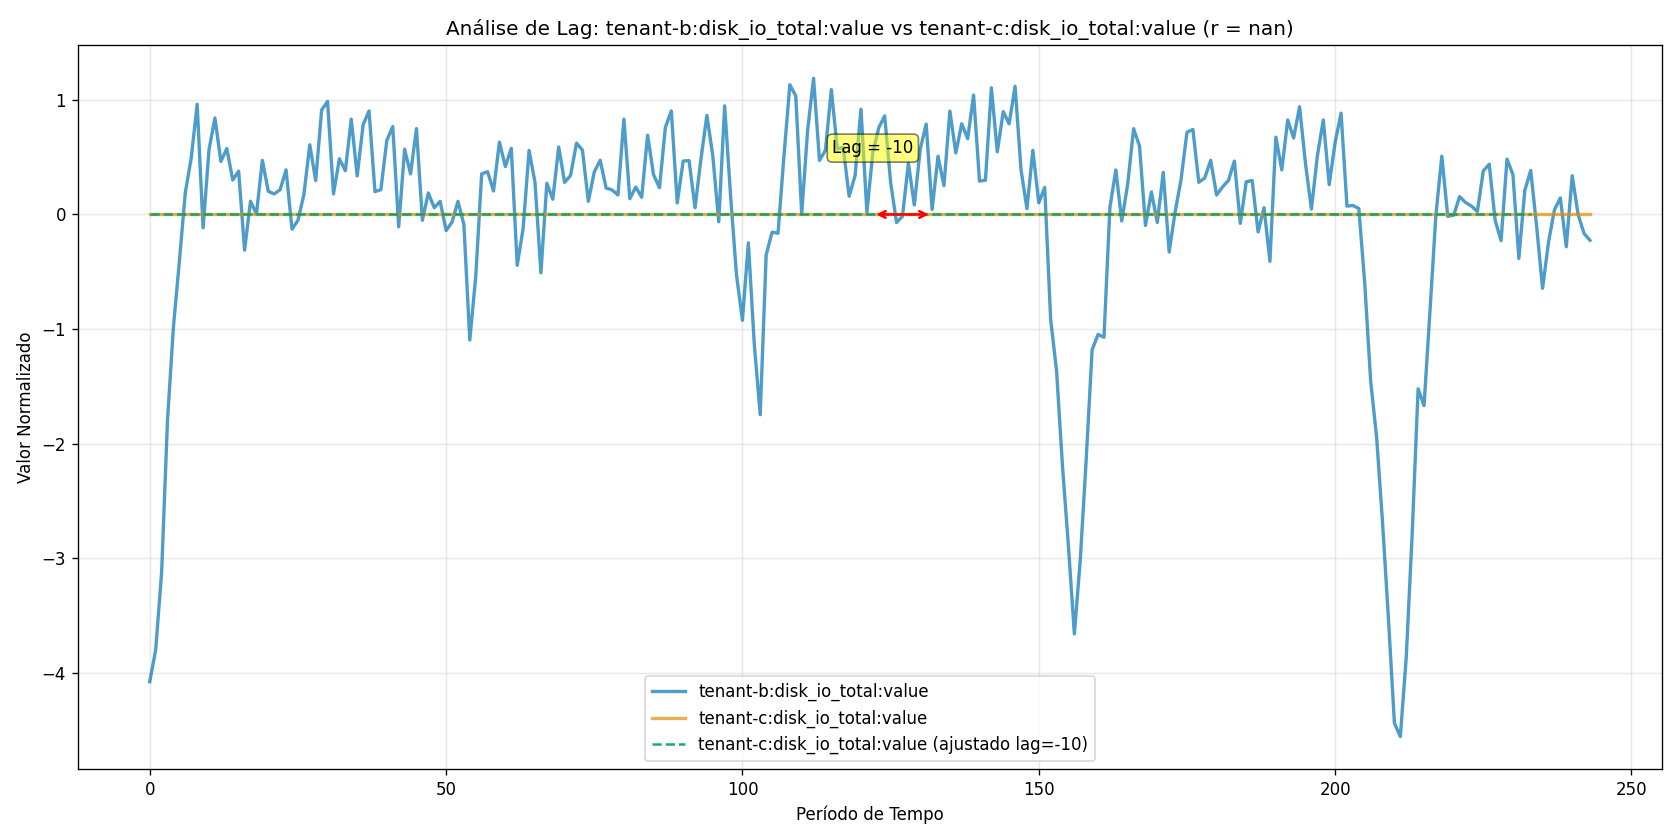 Análise de Lag: tenant-b:disk_io_total:value vs tenant-c:disk_io_total:value (r = nan)
Valor Normalizado
1
0
−1
−2
−3
−4
Lag = -10
tenant-b:disk_io_total:value
tenant-c:disk_io_total:value
tenant-c:disk_io_total:value (ajustado lag=-10)
0
50
100
150
200
250
Período de Tempo